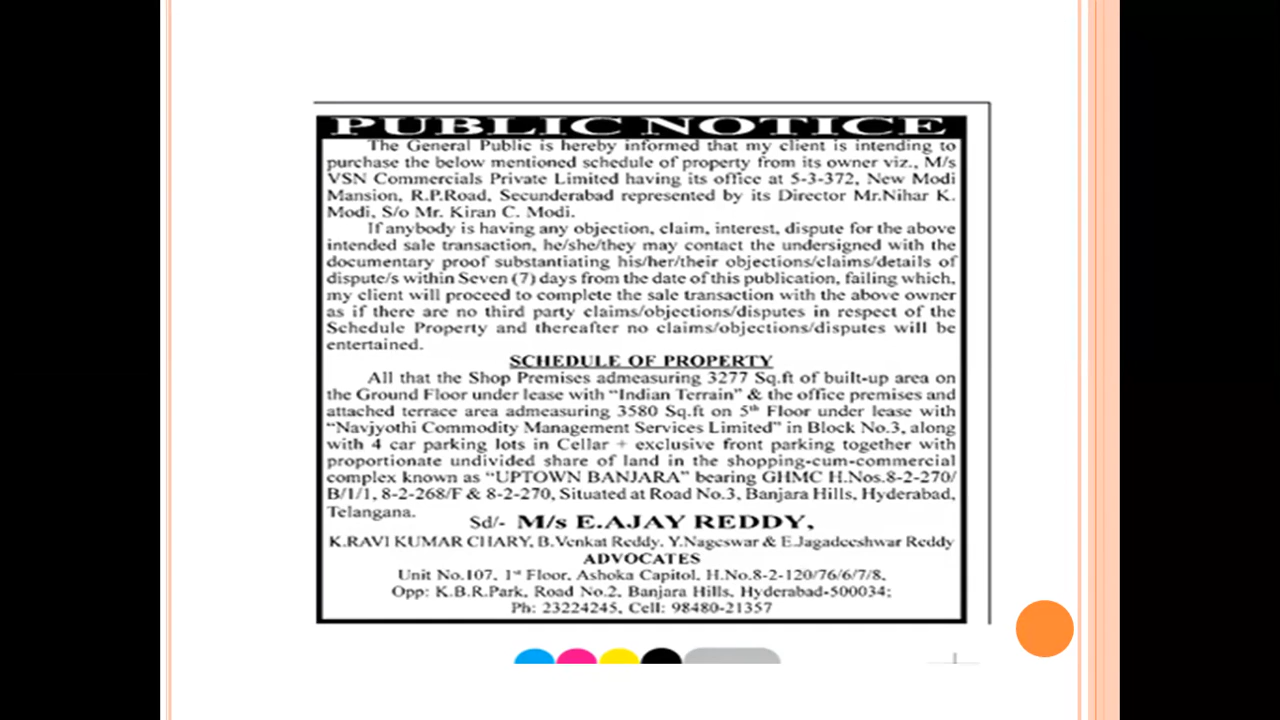 PUBLIC NOTICE
The General Public is hereby informed that my client is intending to
purchase the below mentioned schedule of property from its owner viz., M/s
VSN Commercials Private Limited having its office at 5-3-372, New Modi
Mansion, R.P.Road, Secunderabad represented by its Director Mr.Nihar K.
Modi, S/o Mr. Kiran C. Modi.
If anybody is having any objection, claim, interest, dispute for the above
intended sale transaction, he/she/they may contact the undersigned with the
documentary proof substantiating his/her/their objections/claims/details of
dispute/s within Seven (7) days from the date of this publication, failing which,
my client will proceed to complete the sale transaction with the above owner
as if there are no third party claims/objections/disputes in respect of the
Schedule Property and thereafter no claims/objections/disputes will be
entertained.
SCHEDULE OF PROPERTY
All that the Shop Premises admeasuring 3277 Sq.ft of built-up area on
the Ground Floor under lease with “Indian Terrain” & the office premises and
attached terrace area admeasuring 3580 Sq.ft on 5th Floor under lease with
“Navjyothi Commodity Management Services Limited” in Block No.3, along
with 4 car parking lots in Cellar + exclusive front parking together with
proportionate undivided share of land in the shopping-cum-commercial
complex known as “UPTOWN BANJARA” bearing GHMC H.Nos.8-2-270/
B/1/1, 8-2-268/F & 8-2-270, Situated at Road No.3, Banjara Hills, Hyderabad,
Telangana.
Sd/- M/s E.AJAY REDDY,
K.RAVI KUMAR CHARY, B.Venkat Reddy, Y.Nageswar & E.Jagadeeshwar Reddy
ADVOCATES
Unit No.107, 1st Floor, Ashoka Capitol, H.No.8-2-120/76/6/7/8,
Opp: K.B.R.Park, Road No.2, Banjara Hills, Hyderabad-500034;
Ph: 23224245, Cell: 98480-21357